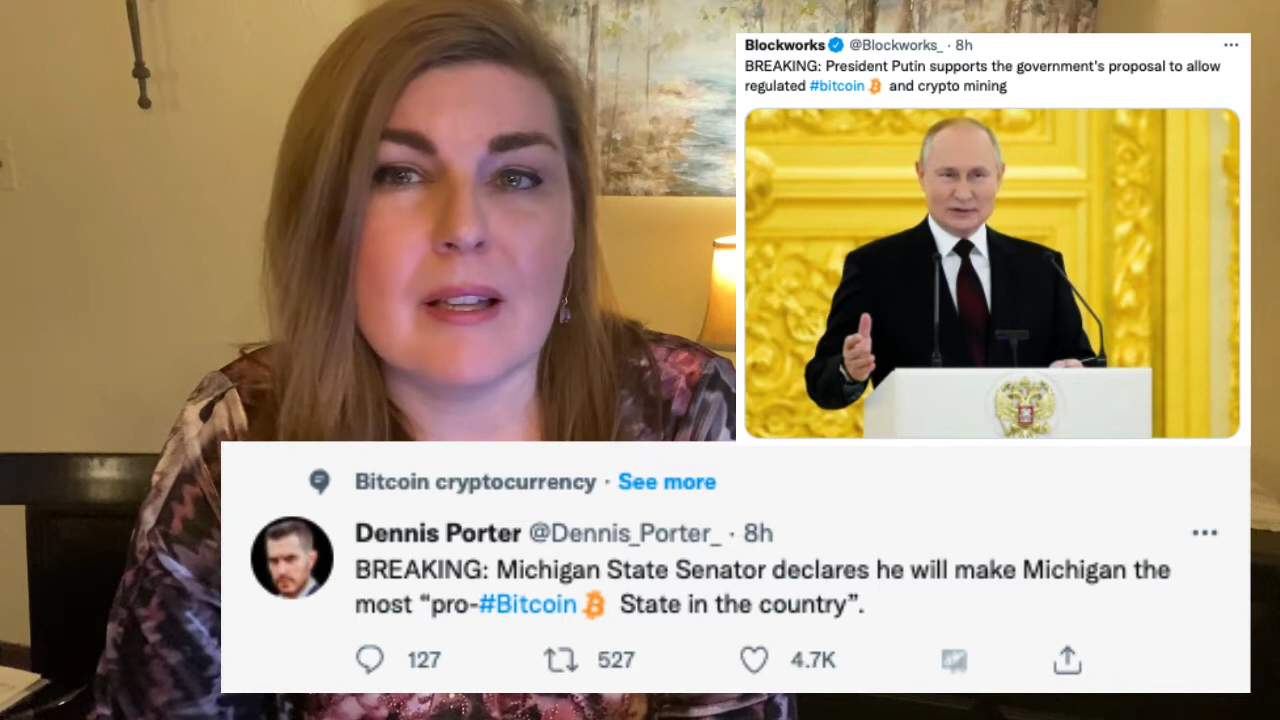 Blockworks @Blockworks_ · 8h
BREAKING: President Putin supports the government's proposal to allow
regulated #bitcoin and crypto mining
Bitcoin cryptocurrency · See more
Dennis Porter @Dennis_Porter_ · 8h
BREAKING: Michigan State Senator declares he will make Michigan the
most “pro-#Bitcoin State in the country”.
127 527 4.7K